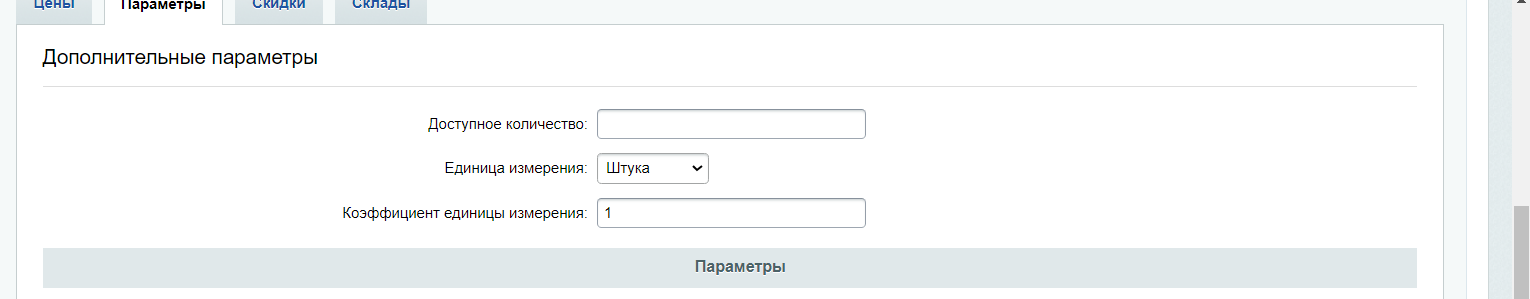 Цены Параметры Скидки Склады
Дополнительные параметры
Доступное количество:
Единица измерения: Штука
Коэффициент единицы измерения: 1
Параметры